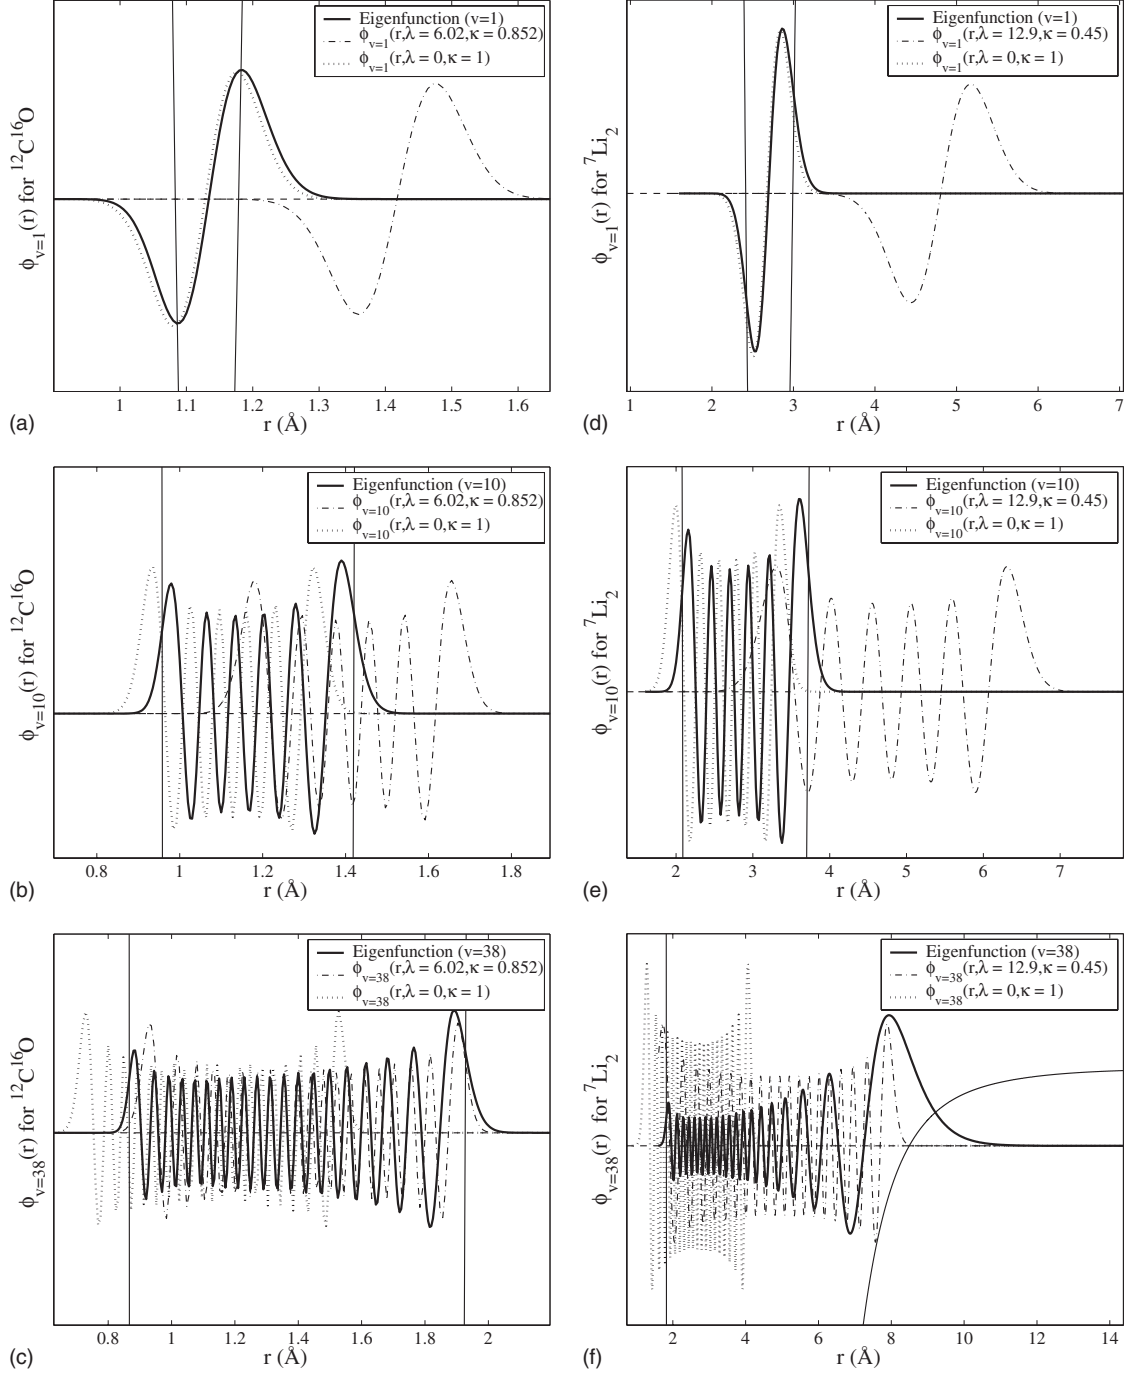 Eigenfunction (v=1)
ϕv=1(r,λ = 6.02,κ = 0.852)
ϕv=1(r,λ = 0,κ = 1)
ϕv=1(r) for 12C16O
1 1.1 1.2 1.3 1.4 1.5 1.6
r (Å)
(a)
Eigenfunction (v=1)
ϕv=1(r,λ = 12.9,κ = 0.45)
ϕv=1(r,λ = 0,κ = 1)
ϕv=1(r) for 7Li2
1 2 3 4 5 6 7
r (Å)
(d)
Eigenfunction (v=10)
ϕv=10(r,λ = 6.02,κ = 0.852)
ϕv=10(r,λ = 0,κ = 1)
ϕv=10(r) for 12C16O
0.8 1 1.2 1.4 1.6 1.8
r (Å)
(b)
Eigenfunction (v=10)
ϕv=10(r,λ = 12.9,κ = 0.45)
ϕv=10(r,λ = 0,κ = 1)
ϕv=10(r) for 7Li2
2 3 4 5 6 7
r (Å)
(e)
Eigenfunction (v=38)
ϕv=38(r,λ = 6.02,κ = 0.852)
ϕv=38(r,λ = 0,κ = 1)
ϕv=38(r) for 12C16O
0.8 1 1.2 1.4 1.6 1.8 2
r (Å)
(c)
Eigenfunction (v=38)
ϕv=38(r,λ = 12.9,κ = 0.45)
ϕv=38(r,λ = 0,κ = 1)
ϕv=38(r) for 7Li2
2 4 6 8 10 12 14
r (Å)
(f)